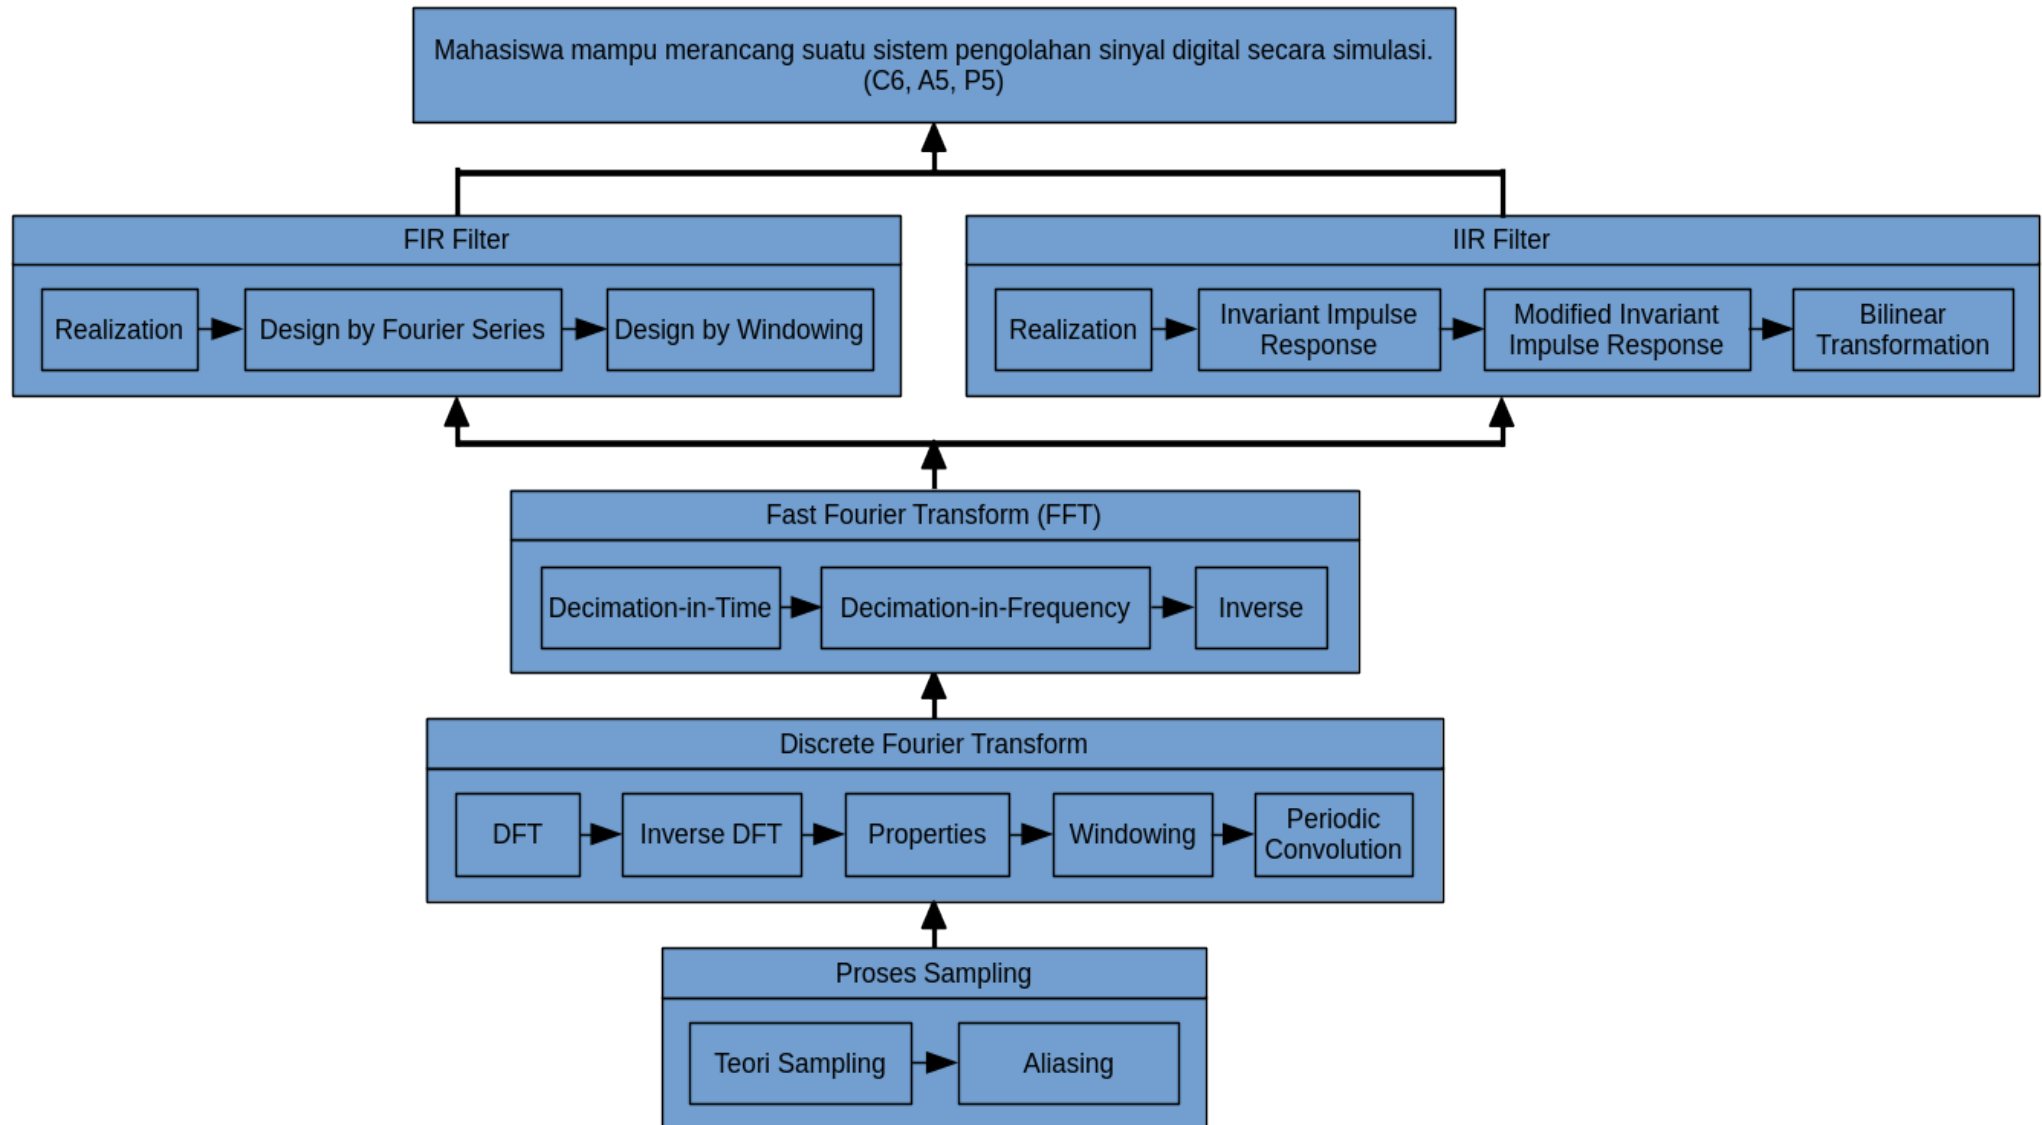 Mahasiswa mampu merancang suatu sistem pengolahan sinyal digital secara simulasi.
(C6, A5, P5)
FIR Filter
Realization
Design by Fourier Series
Design by Windowing
IIR Filter
Realization
Invariant Impulse
Response
Modified Invariant
Impulse Response
Bilinear
Transformation
Fast Fourier Transform (FFT)
Decimation-in-Time
Decimation-in-Frequency
Inverse
Discrete Fourier Transform
DFT
Inverse DFT
Properties
Windowing
Periodic
Convolution
Proses Sampling
Teori Sampling
Aliasing